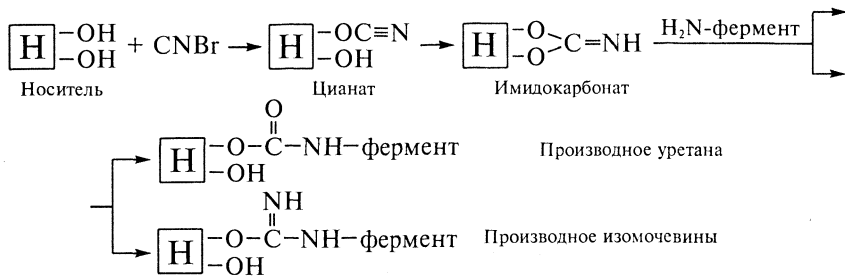 H –OH –OH + CNBr → H –OC≡N –OH → H –O –O >C=NH H₂N-фермент
Носитель Цианат Имидокарбонат
O
H –O–C–NH–фермент –OH Производное уретана
NH
H –O–C–NH–фермент –OH Производное изомочевины